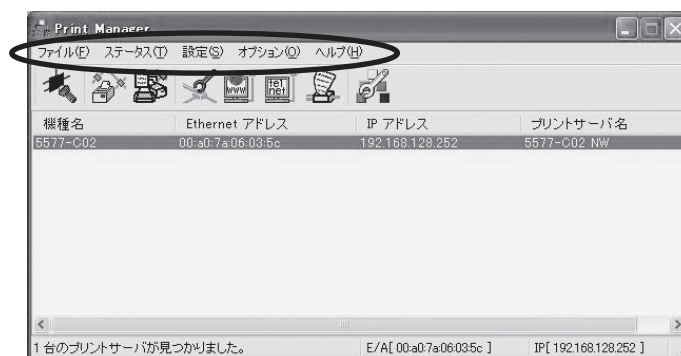 Print Manager
ファイル(F) ステータス(T) 設定(S) オプション(O) ヘルプ(H)
www tel net
機種名 Ethernet アドレス IP アドレス プリントサーバ名
5577-C02 00:a0:7a:06:03:5c 192.168.128.252 5577-C02 NW
1 台のプリントサーバが見つかりました。 E/A[ 00:a0:7a:06:03:5c ] IP[ 192.168.128.252 ]